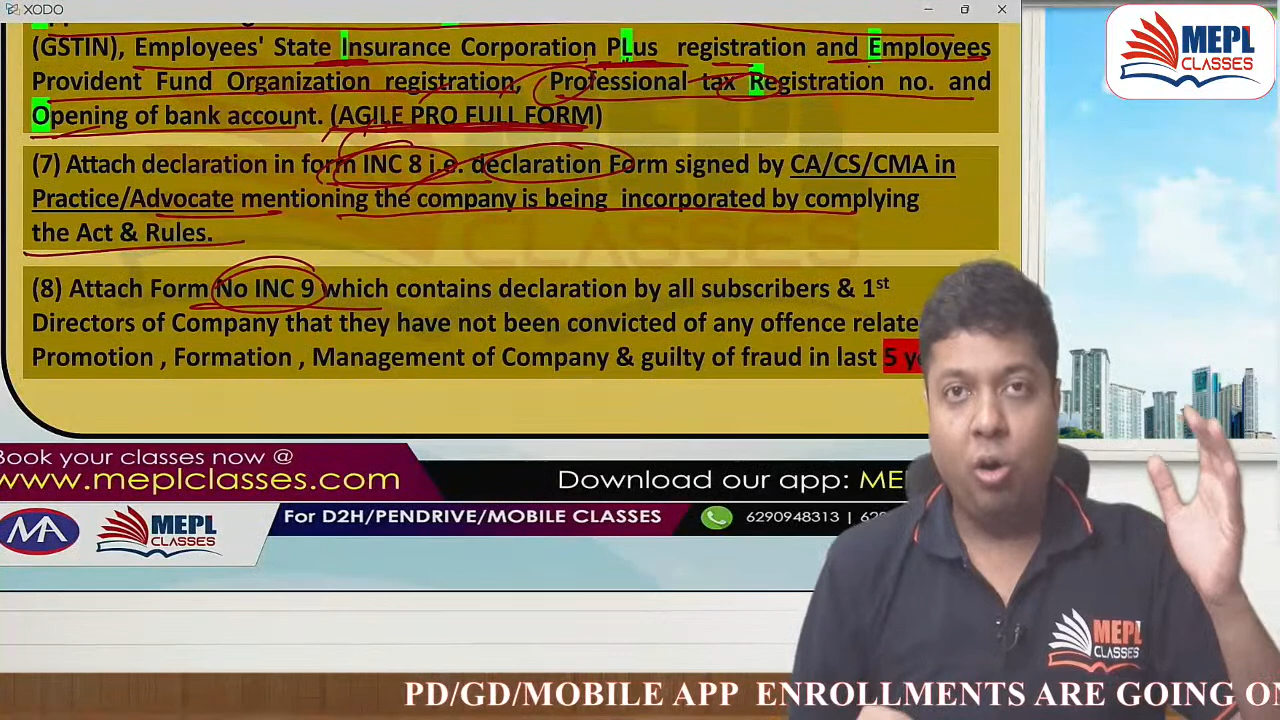 XODO
(GSTIN), Employees' State Insurance Corporation PLus registration and Employees
Provident Fund Organization registration, Professional tax Registration no. and
Opening of bank account. (AGILE PRO FULL FORM)
(7) Attach declaration in form INC 8 i.e. declaration Form signed by CA/CS/CMA in
Practice/Advocate mentioning the company is being incorporated by complying
the Act & Rules.
(8) Attach Form No INC 9 which contains declaration by all subscribers & 1st
Directors of Company that they have not been convicted of any offence relate
Promotion , Formation , Management of Company & guilty of fraud in last 5
MEPL
CLASSES
Book your classes now @
www.meplclasses.com
Download our app:
MA
MEPL
CLASSES
For D2H/PENDRIVE/MOBILE CLASSES
6290948313 |
MEPL
CLASSES
PD/GD/MOBILE APP ENROLLMENTS ARE GOING ON